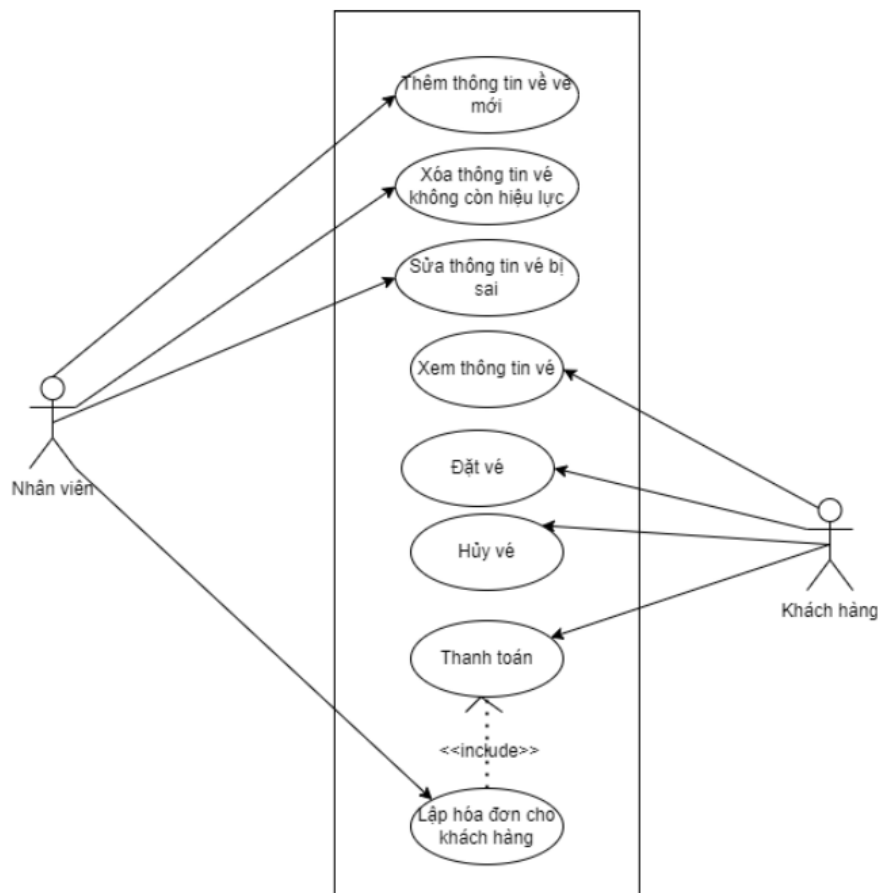 Thêm thông tin về vé
mới
Xóa thông tin vé
không còn hiệu lực
Sửa thông tin vé bị
sai
Xem thông tin vé
Đặt vé
Nhân viên
Hủy vé
Khách hàng
Thanh toán
<<include>>
Lập hóa đơn cho
khách hàng